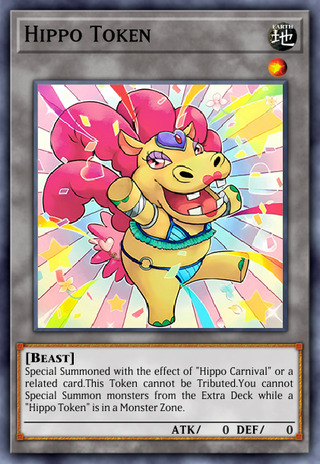 Hippo Token
EARTH
地
[Beast]
Special Summoned with the effect of "Hippo Carnival" or a
related card.This Token cannot be Tributed.You cannot
Special Summon monsters from the Extra Deck while a
"Hippo Token" is in a Monster Zone.
ATK/ 0 DEF/ 0